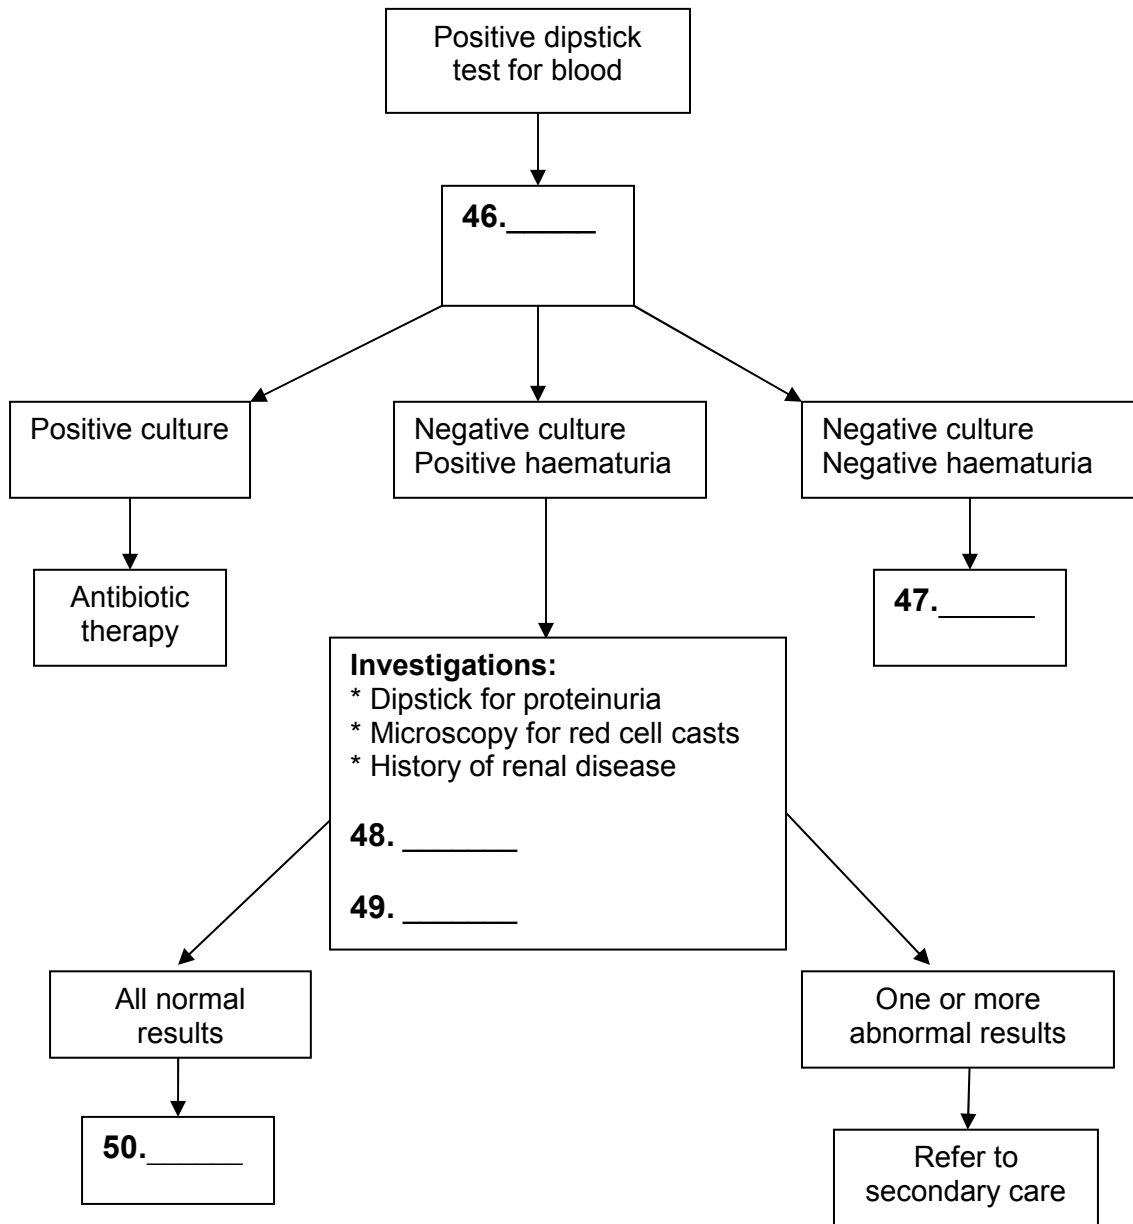 Positive dipstick
test for blood
46._____
Positive culture
Negative culture
Positive haematuria
Negative culture
Negative haematuria
Antibiotic
therapy
47.______
Investigations:
* Dipstick for proteinuria
* Microscopy for red cell casts
* History of renal disease
48. _______
49. _______
All normal
results
One or more
abnormal results
50.______
Refer to
secondary care